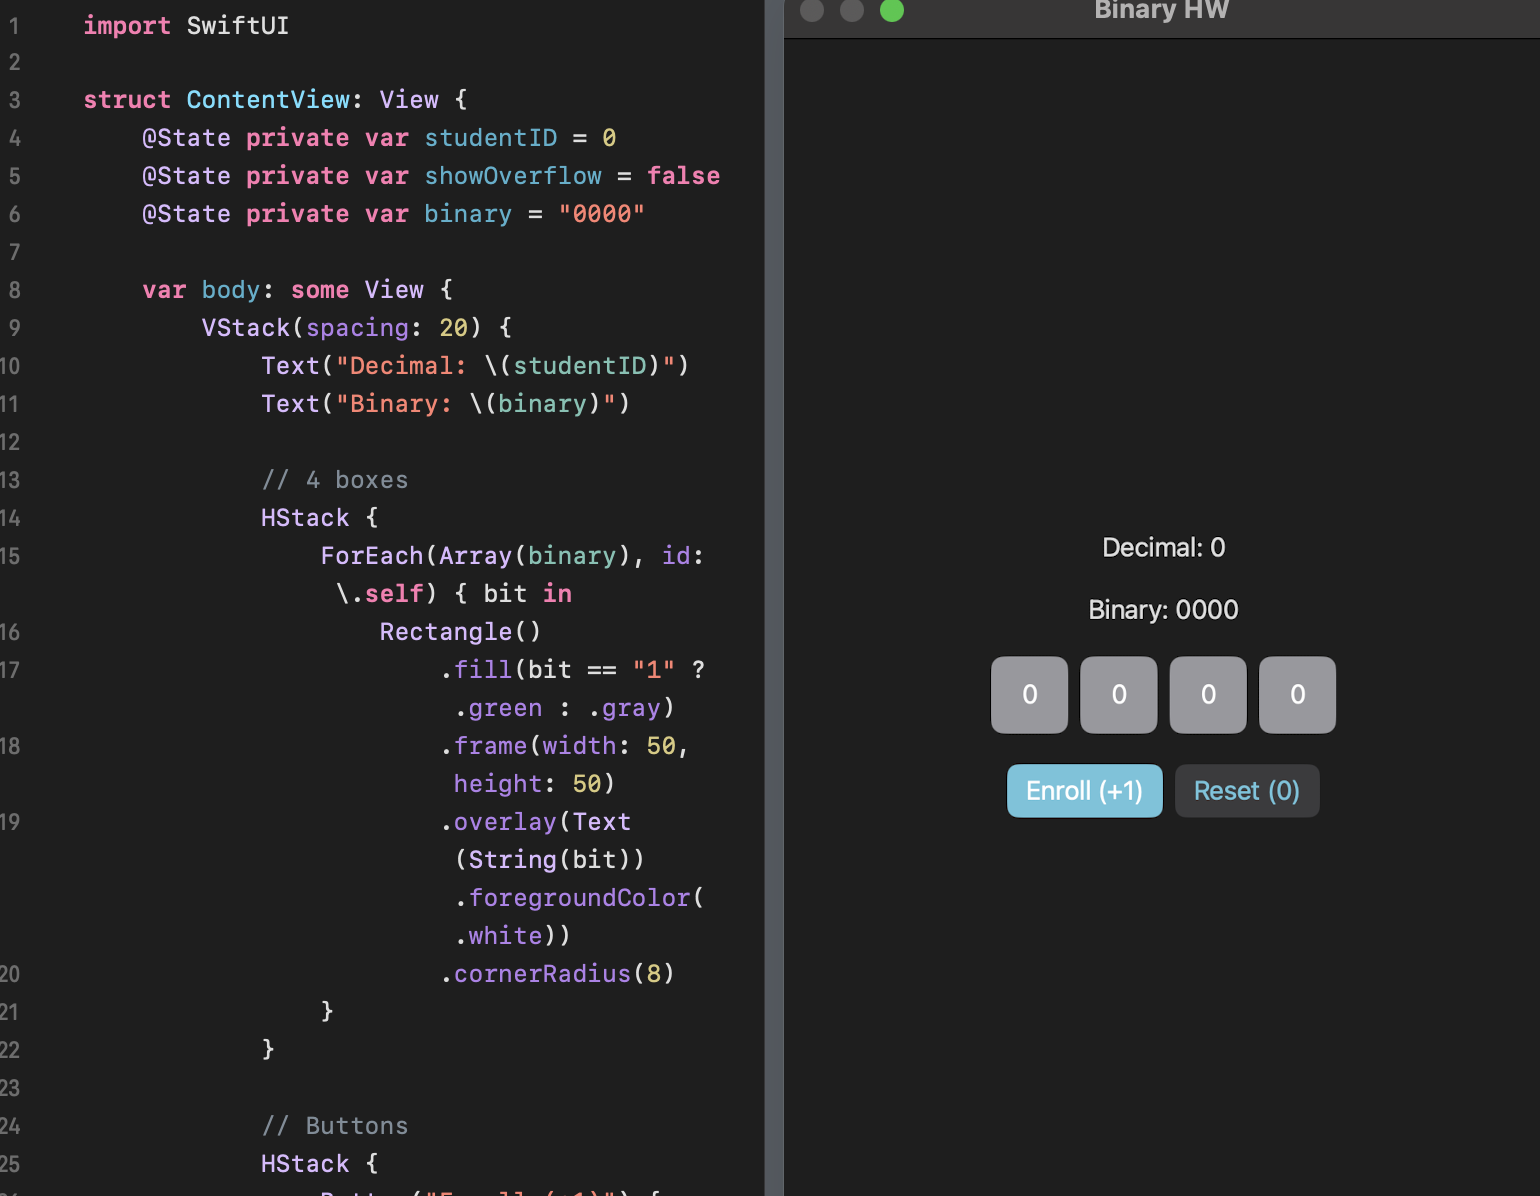 1 import SwiftUI
2
3 struct ContentView: View {
4 @State private var studentID = 0
5 @State private var showOverflow = false
6 @State private var binary = "0000"
7
8 var body: some View {
9 VStack(spacing: 20) {
10 Text("Decimal: \(studentID)")
11 Text("Binary: \(binary)")
12
13 // 4 boxes
14 HStack {
15 ForEach(Array(binary), id:
\.self) { bit in
16 Rectangle()
17 .fill(bit == "1" ?
.green : .gray)
18 .frame(width: 50,
height: 50)
19 .overlay(Text
(String(bit))
.foregroundColor(
.white))
20 .cornerRadius(8)
21 }
22 }
23
24 // Buttons
25 HStack {
Button("Enroll (+1)") {
Binary HW
Decimal: 0
Binary: 0000
0 0 0 0
Enroll (+1) Reset (0)